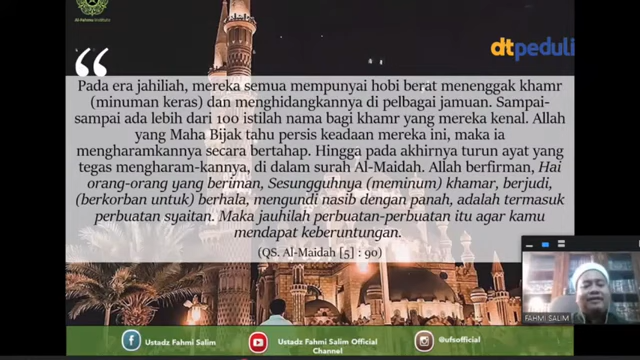 Al-Fahmu Institute
dtpeduli
“
Pada era jahiliah, mereka semua mempunyai hobi berat menenggak khamr
(minuman keras) dan menghidangkannya di pelbagai jamuan. Sampai-
sampai ada lebih dari 100 istilah nama bagi khamr yang mereka kenal. Allah
yang Maha Bijak tahu persis keadaan mereka ini, maka ia
mengharamkannya secara bertahap. Hingga pada akhirnya turun ayat yang
tegas mengharam-kannya, di dalam surah Al-Maidah. Allah berfirman, Hai
orang-orang yang beriman, Sesungguhnya (meminum) khamar, berjudi,
(berkorban untuk) berhala, mengundi nasib dengan panah, adalah termasuk
perbuatan syaitan. Maka jauhilah perbuatan-perbuatan itu agar kamu
mendapat keberuntungan.
(QS. Al-Maidah [5] : 90)
FAHMI SALIM
Ustadz Fahmi Salim
Ustadz Fahmi Salim Official
Channel
@ufsofficial